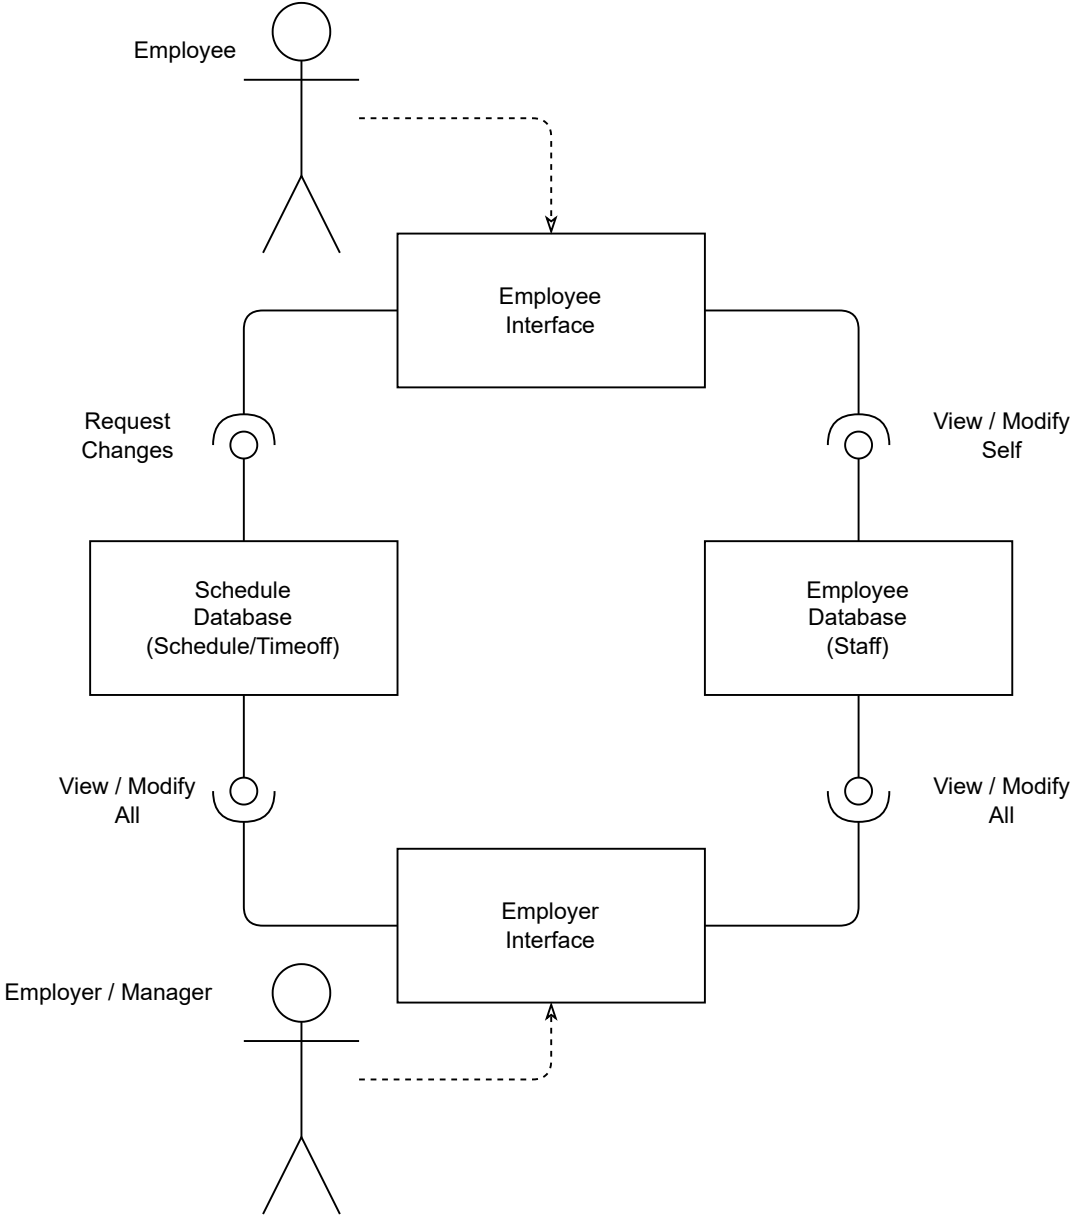 Employee
Employee
Interface
Request
Changes
View / Modify
Self
Schedule
Database
(Schedule/Timeoff)
Employee
Database
(Staff)
View / Modify
All
View / Modify
All
Employer
Interface
Employer / Manager